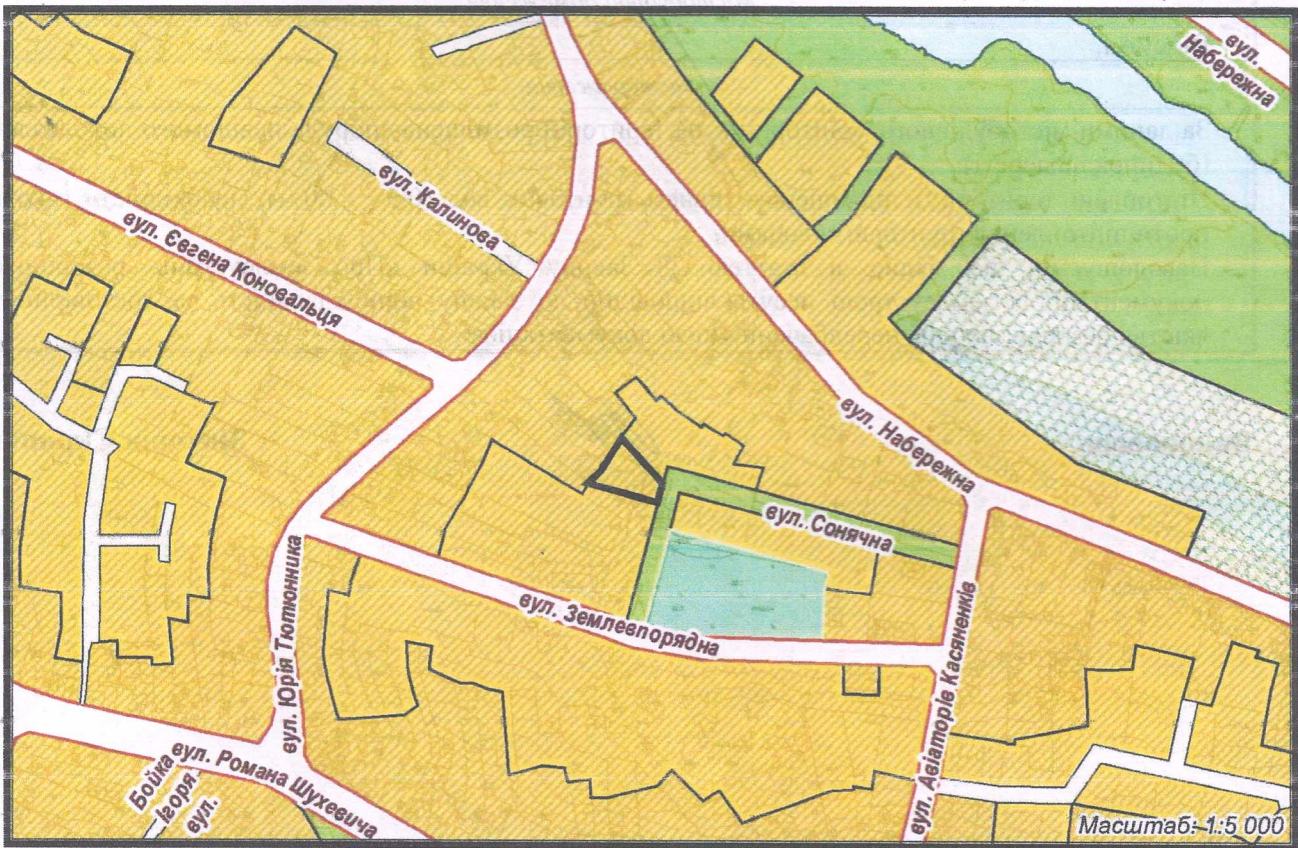 вул.
Набережна
вул. Калинова
вул. Євгена Коновальця
вул. Набережна
вул. Сонячна
вул. Землевпорядна
вул. Юрія Тютюнника
вул. Авіаторів Касяненків
вул. Романа Шухевича
Бойка
Ігоря
вул.
Масштаб: 1:5 000